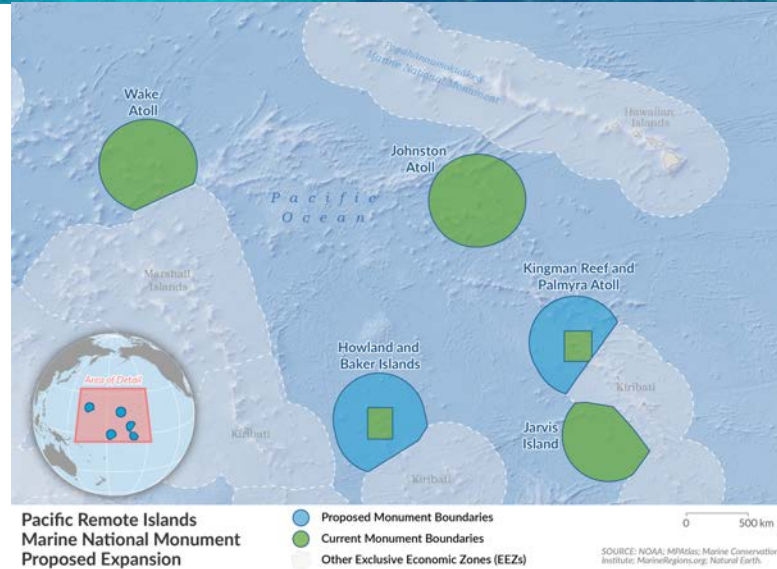 Papahānaumokuākea
Marine National
Monument
Wake
Atoll
Hawaiian
Islands
Johnston
Atoll
Pacific
Ocean
Kingman Reef and
Palmyra Atoll
Marshall
Islands
Howland and
Baker Islands
Area of Detail
Kiribati
Jarvis
Island
Kiribati
Kiribati
Pacific Remote Islands
Marine National Monument
Proposed Expansion
Proposed Monument Boundaries
Current Monument Boundaries
Other Exclusive Economic Zones (EEZs)
0 500 km
SOURCE: NOAA; MPAtlas; Marine Conservation
Institute; MarineRegions.org; Natural Earth.